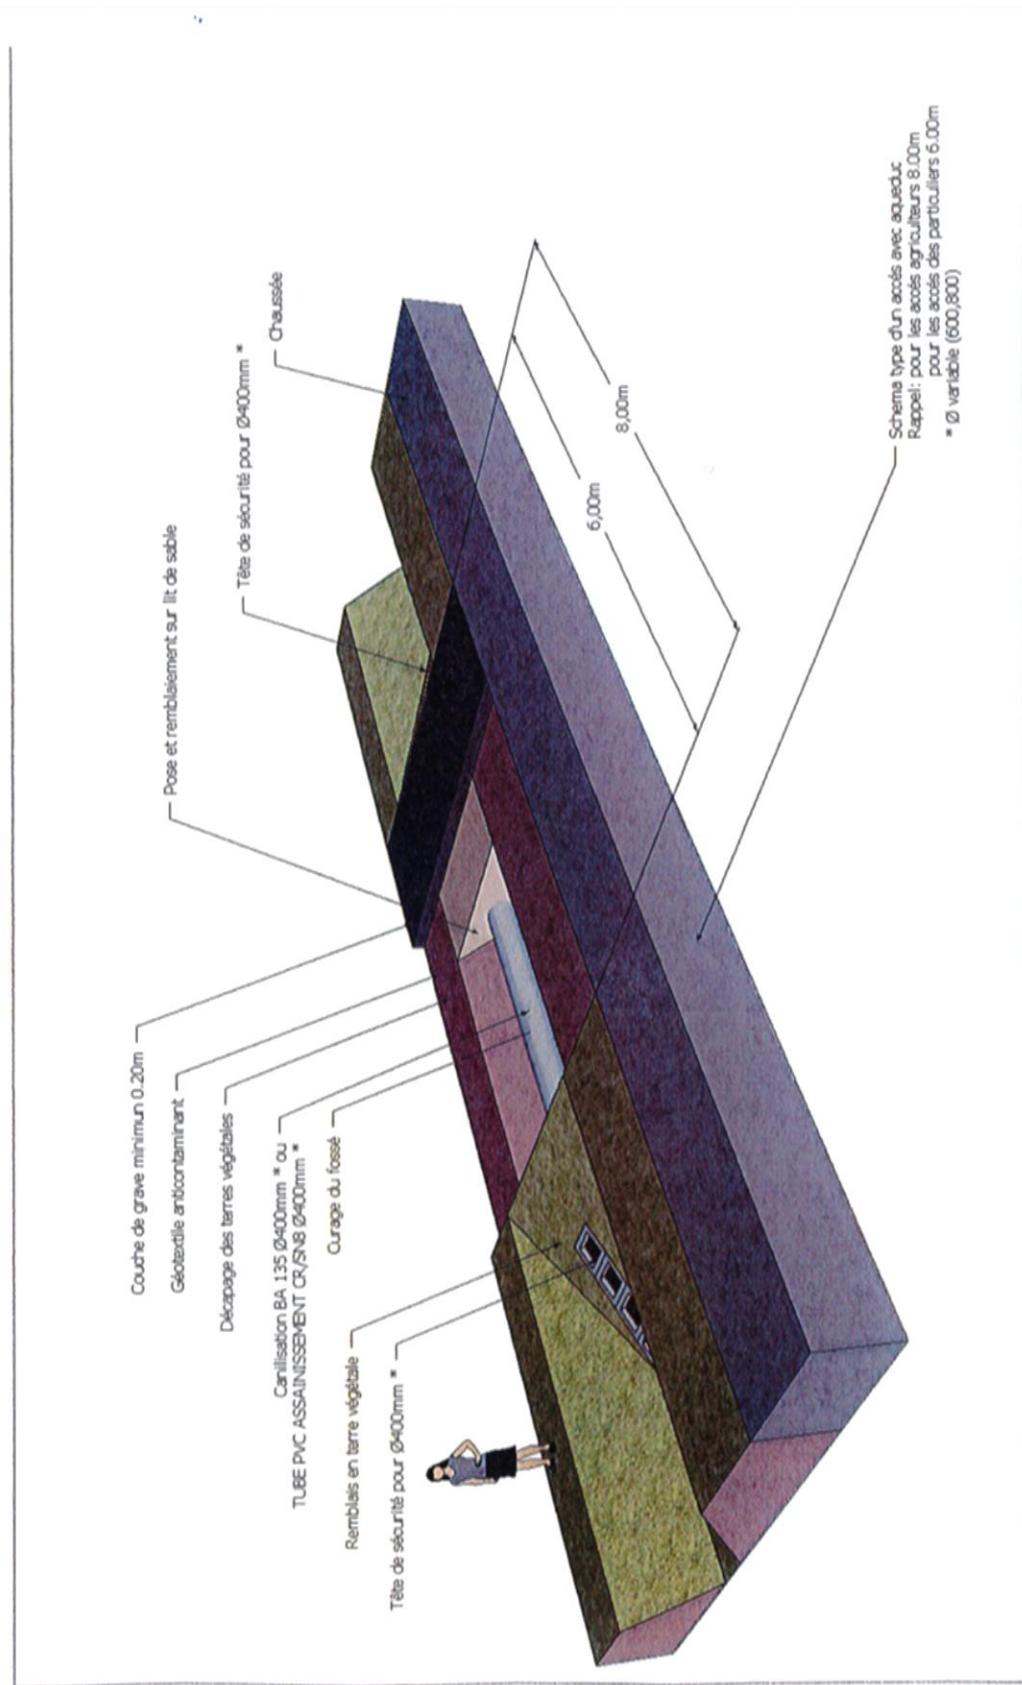 Couche de grave minimun 0.20m
Géotextile anticontaminant
Décapage des terres végétales
Canilisation BA 135 Ø400mm * ou
TUBE PVC ASSAINISSEMENT CR/SN8 Ø400mm *
Curage du fossé
Remblais en terre végétale
Tête de sécurité pour Ø400mm *
Pose et remblaiement sur lit de sable
Tête de sécurité pour Ø400mm *
Chaussée
6,00m
8,00m
Schema type d'un accés avec aqueduc
Rappel : pour les accés agriculteurs 8.00m
pour les accés des particuliers 6.00m
* Ø variable (600,800)